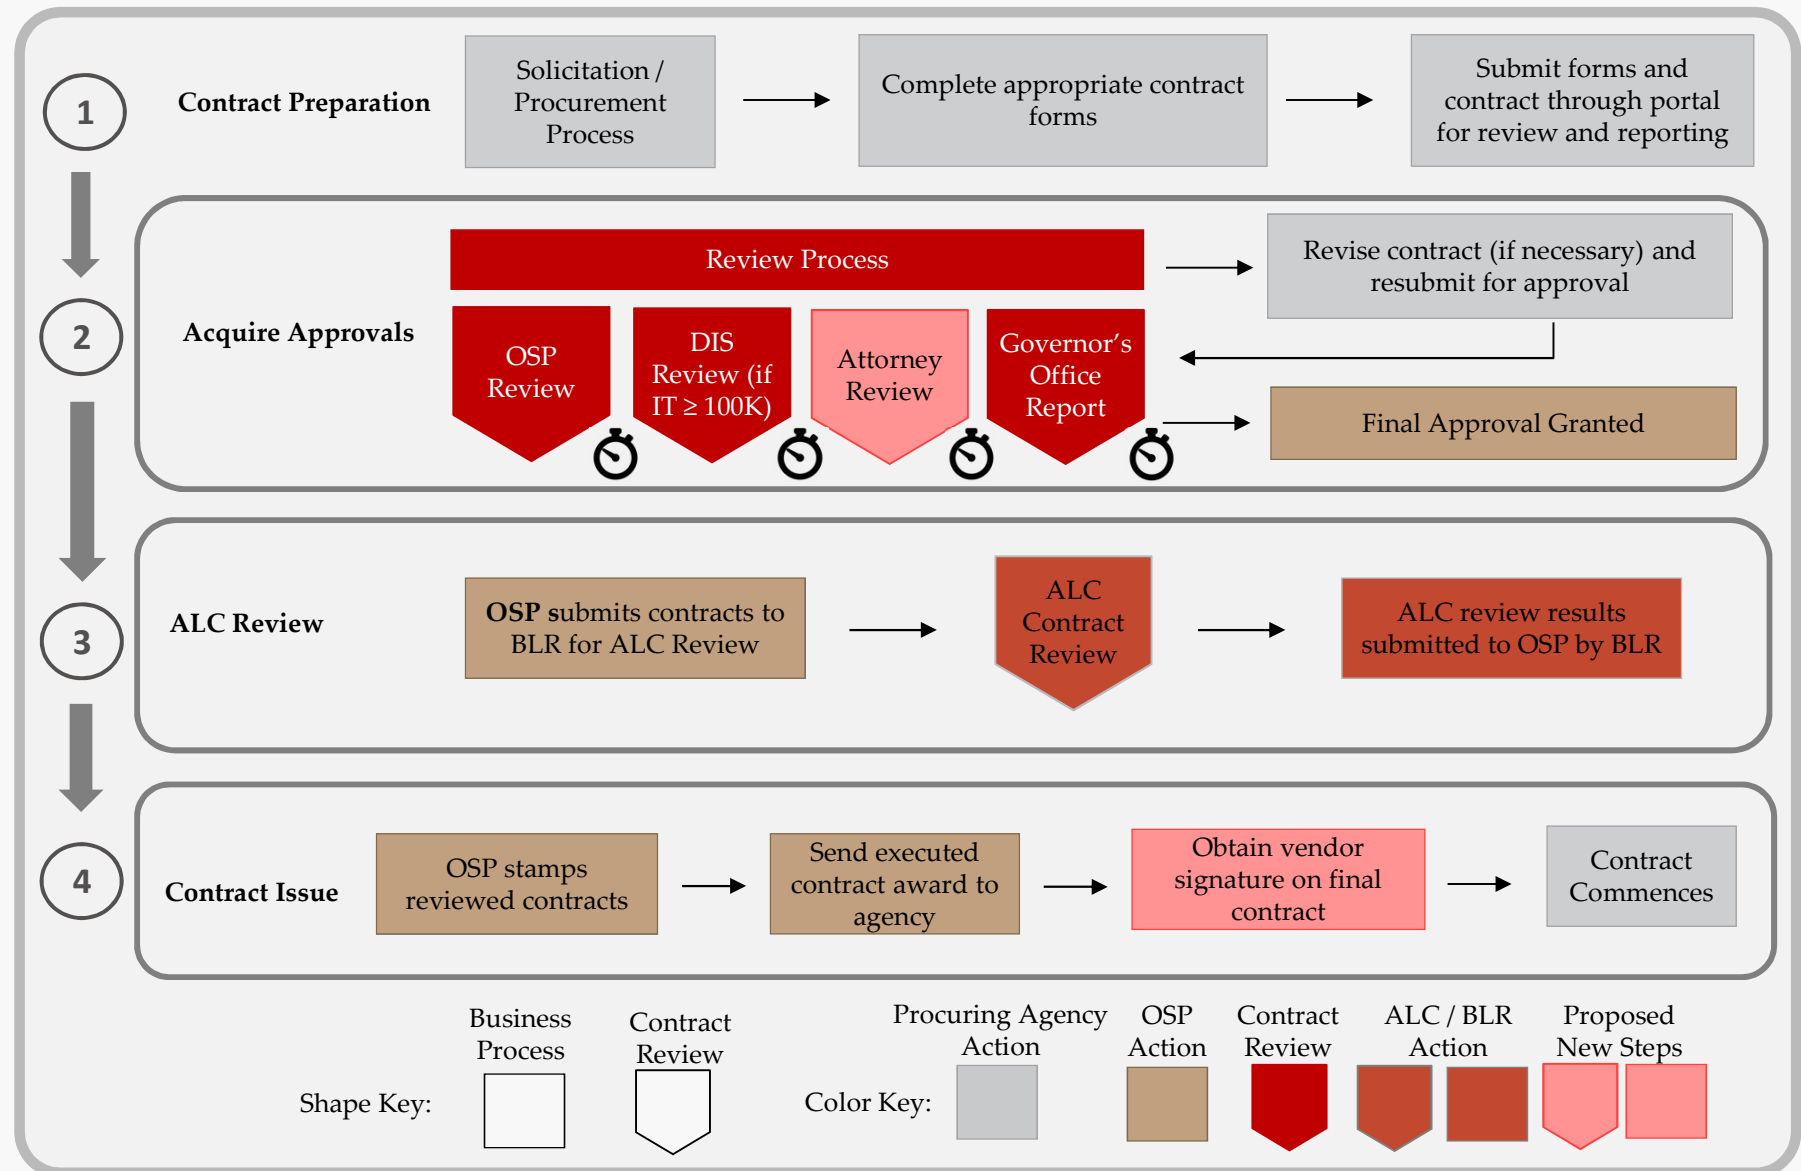 1
Contract Preparation
Solicitation /
Procurement
Process
Complete appropriate contract
forms
Submit forms and
contract through portal
for review and reporting
2
Acquire Approvals
Review Process
OSP
Review
DIS
Review (if
IT ≥ 100K)
Attorney
Review
Governor’s
Office
Report
Revise contract (if necessary) and
resubmit for approval
Final Approval Granted
3
ALC Review
OSP submits contracts to
BLR for ALC Review
ALC
Contract
Review
ALC review results
submitted to OSP by BLR
4
Contract Issue
OSP stamps
reviewed contracts
Send executed
contract award to
agency
Obtain vendor
signature on final
contract
Contract
Commences
Shape Key:
Business
Process
Contract
Review
Color Key:
Procuring Agency
Action
OSP
Action
Contract
Review
ALC / BLR
Action
Proposed
New Steps